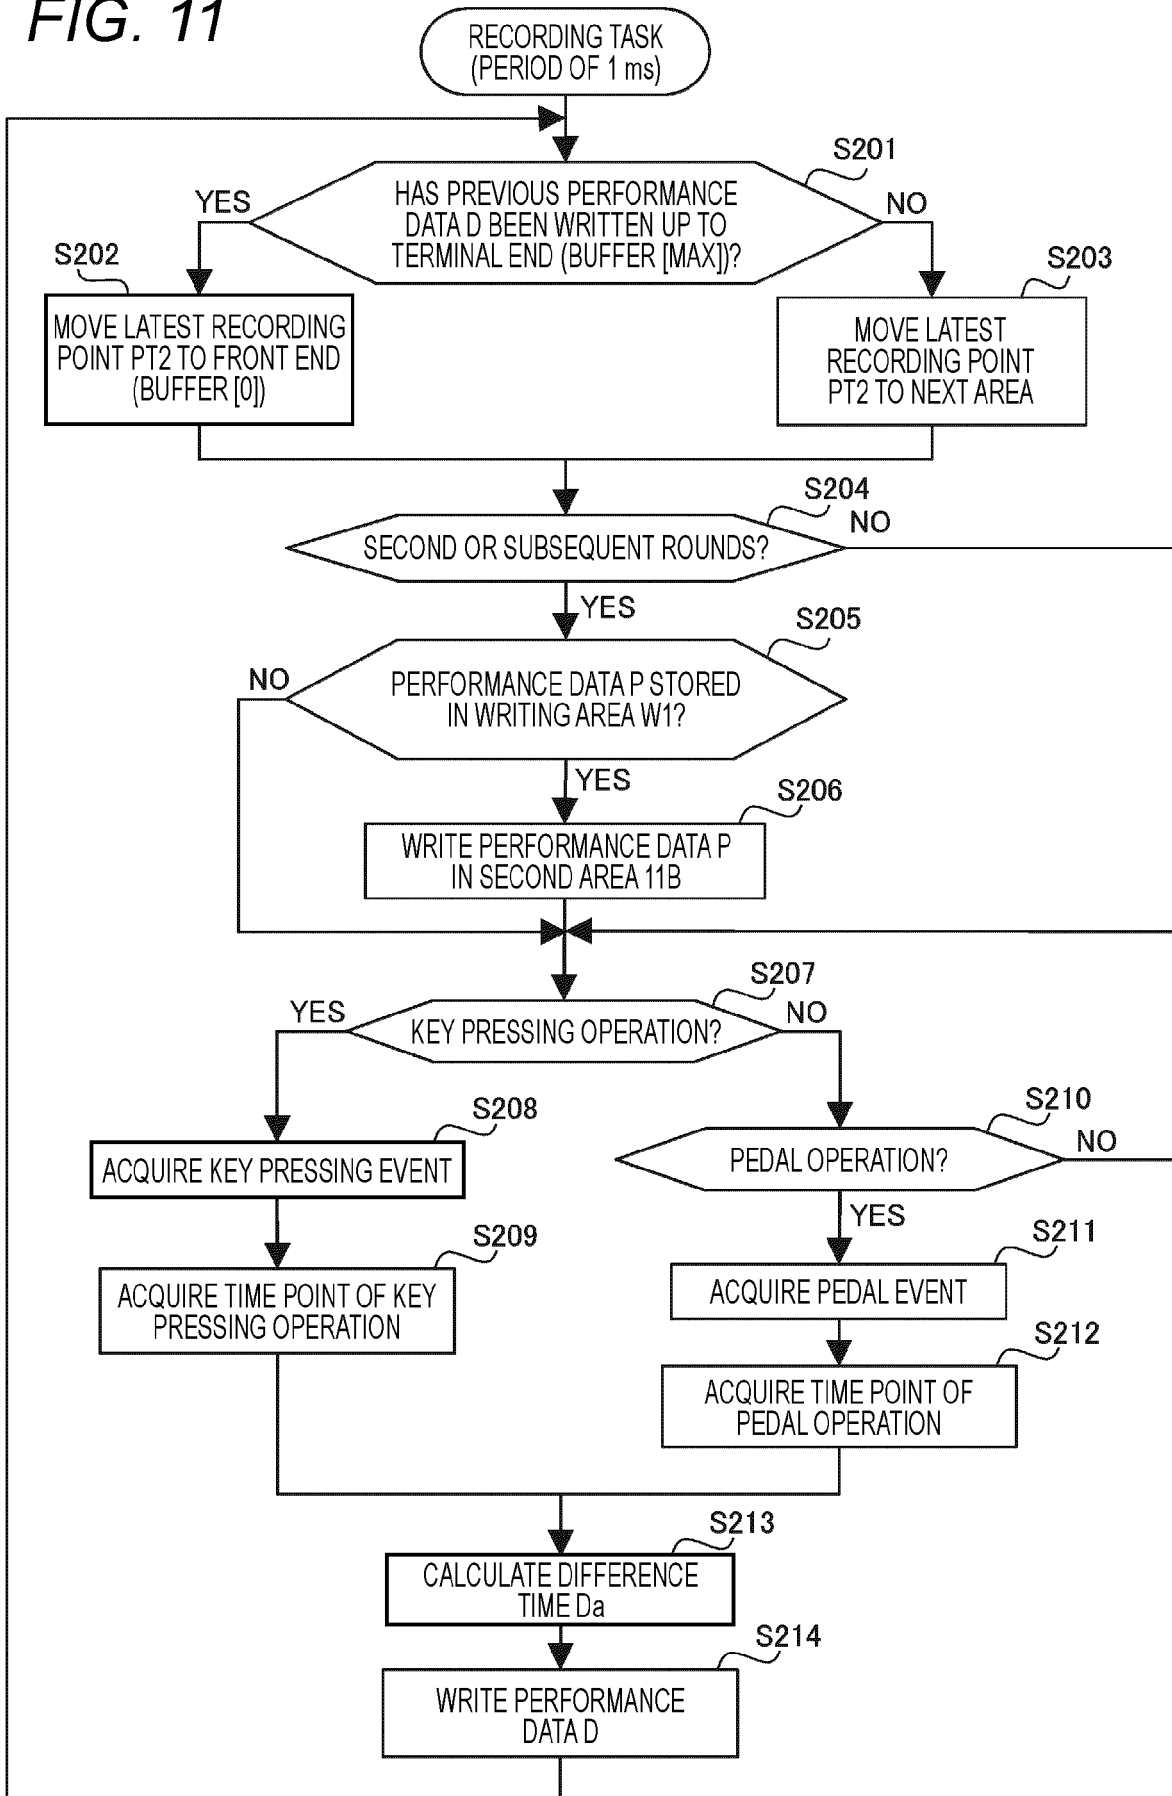 FIG. 11
RECORDING TASK
(PERIOD OF 1 ms)
S201
YES
HAS PREVIOUS PERFORMANCE
DATA D BEEN WRITTEN UP TO
TERMINAL END (BUFFER [MAX])?
NO
S202
MOVE LATEST RECORDING
POINT PT2 TO FRONT END
(BUFFER [0])
S203
MOVE LATEST
RECORDING POINT
PT2 TO NEXT AREA
S204
SECOND OR SUBSEQUENT ROUNDS?
NO
YES
S205
NO
PERFORMANCE DATA P STORED
IN WRITING AREA W1?
YES
S206
WRITE PERFORMANCE DATA P
IN SECOND AREA 11B
S207
YES
KEY PRESSING OPERATION?
NO
S208
ACQUIRE KEY PRESSING EVENT
S209
ACQUIRE TIME POINT OF KEY
PRESSING OPERATION
S210
PEDAL OPERATION?
NO
YES
S211
ACQUIRE PEDAL EVENT
S212
ACQUIRE TIME POINT OF
PEDAL OPERATION
S213
CALCULATE DIFFERENCE
TIME Da
S214
WRITE PERFORMANCE
DATA D